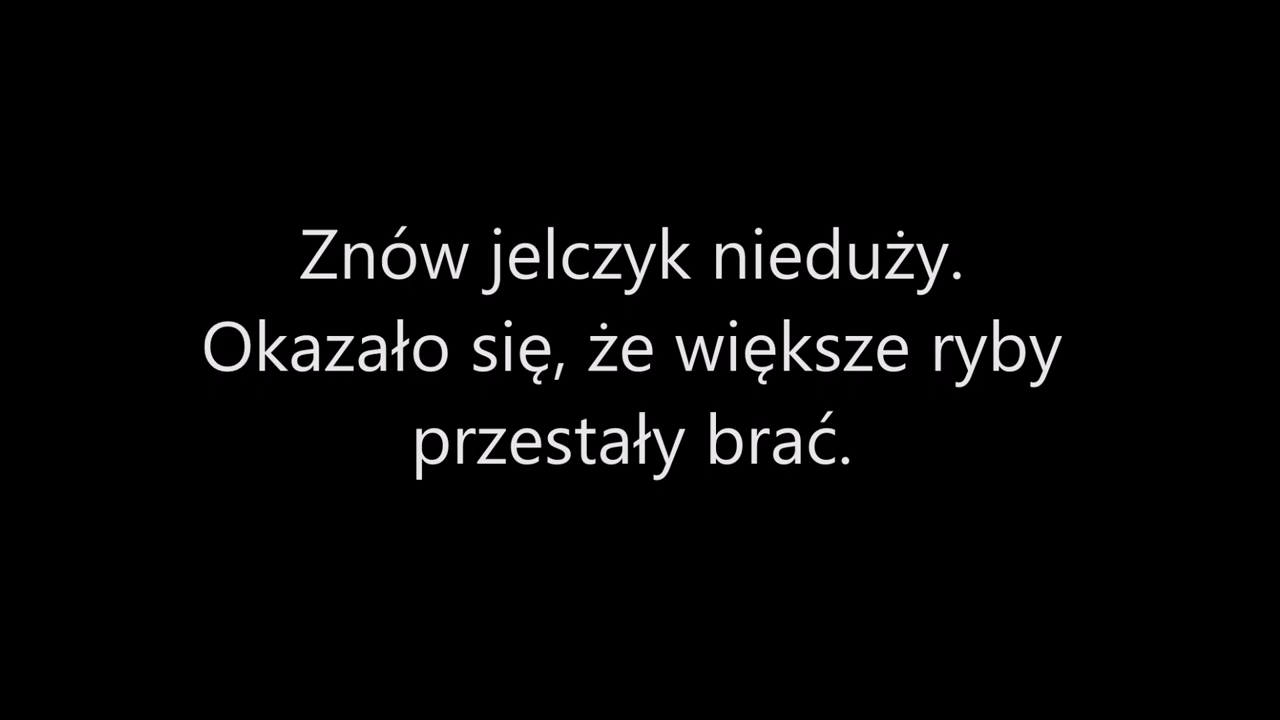 Znów jelczyk nieduży.
Okazało się, że większe ryby
przestały brać.